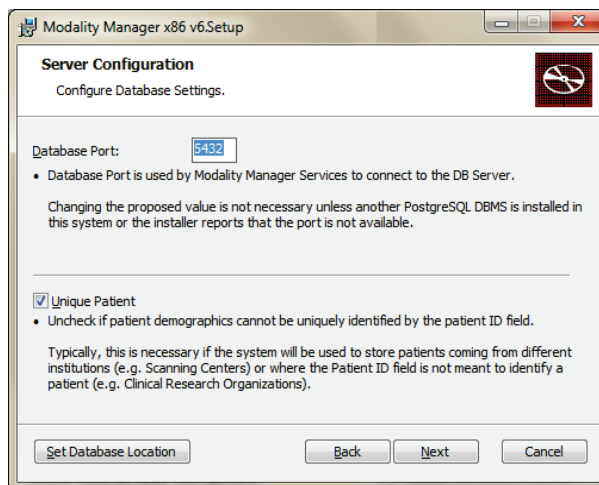 Modality Manager x86 v6.Setup
Server Configuration
Configure Database Settings.
Database Port:
5432
• Database Port is used by Modality Manager Services to connect to the DB Server.
Changing the proposed value is not necessary unless another PostgreSQL DBMS is installed in
this system or the installer reports that the port is not available.
Unique Patient
• Uncheck if patient demographics cannot be uniquely identified by the patient ID field.
Typically, this is necessary if the system will be used to store patients coming from different
institutions (e.g. Scanning Centers) or where the Patient ID field is not meant to identify a
patient (e.g. Clinical Research Organizations).
Set Database Location
Back
Next
Cancel